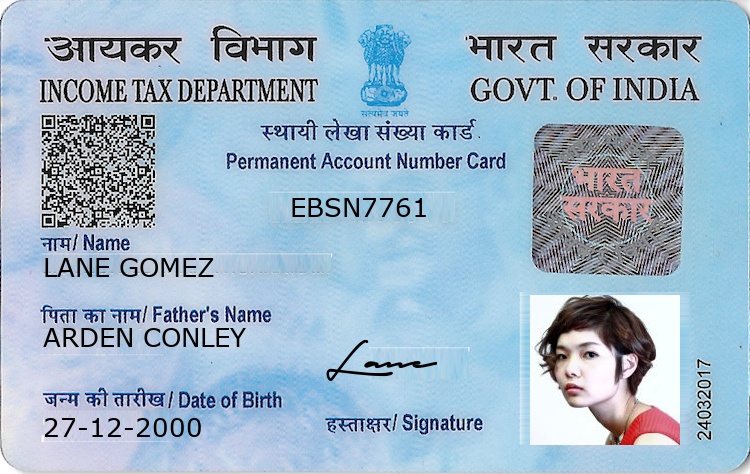 आयकर विभाग
भारत सरकार
INCOME TAX DEPARTMENT
GOVT. OF INDIA
सत्यमेव जयते
स्थायी लेखा संख्या कार्ड
Permanent Account Number Card
EBSN7761
भारत
सरकार
नाम/ Name
LANE GOMEZ
पिता का नाम/ Father's Name
ARDEN CONLEY
Lane
जन्म की तारीख/ Date of Birth
27-12-2000
हस्ताक्षर/ Signature
24032017